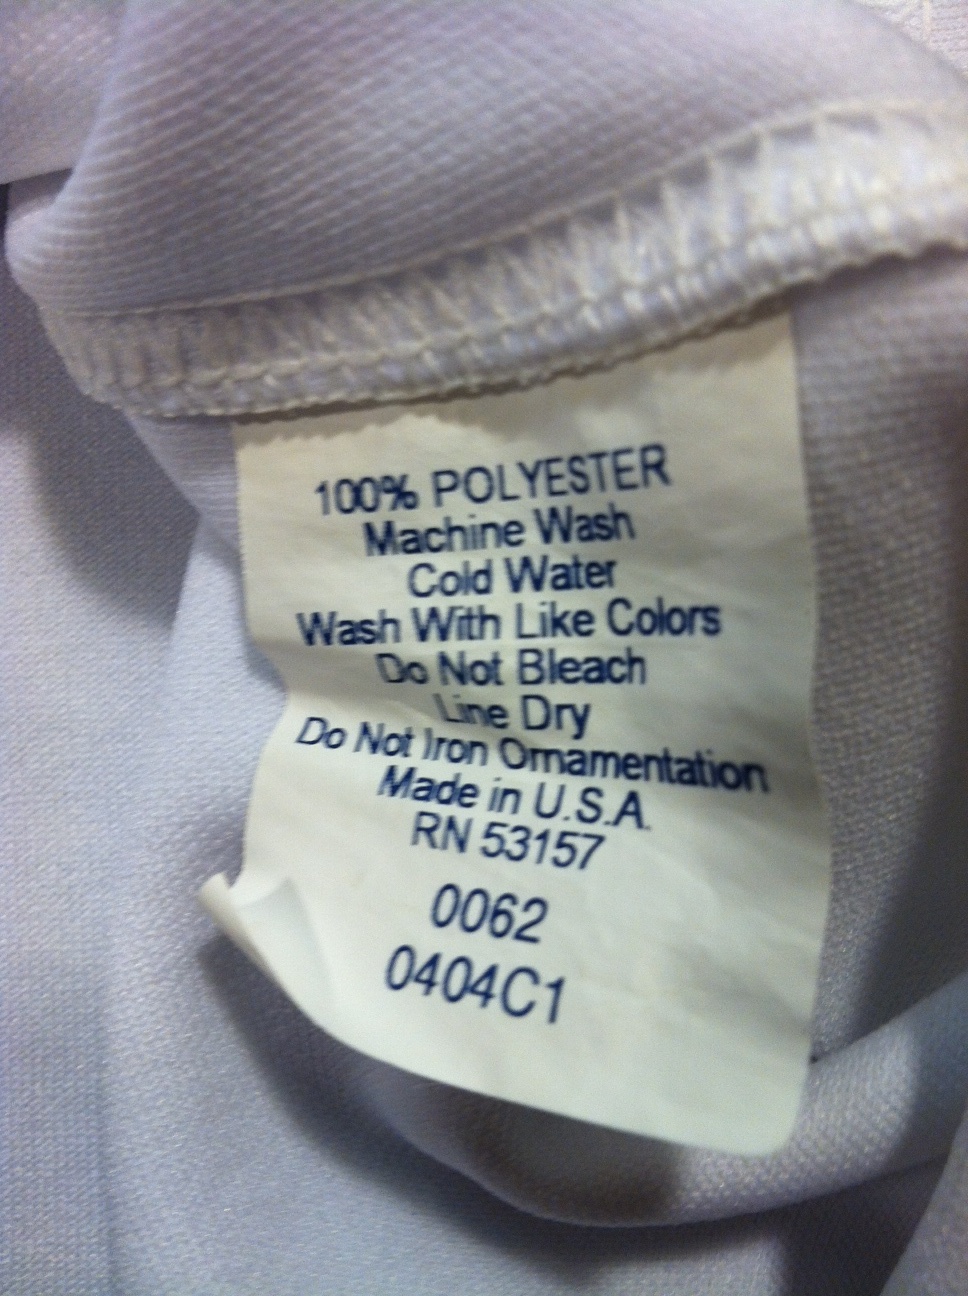 100% POLYESTER
Machine Wash
Cold Water
Wash With Like Colors
Do Not Bleach
Line Dry
Do Not Iron Ornamentation
Made in U.S.A.
RN 53157
0062
0404C1